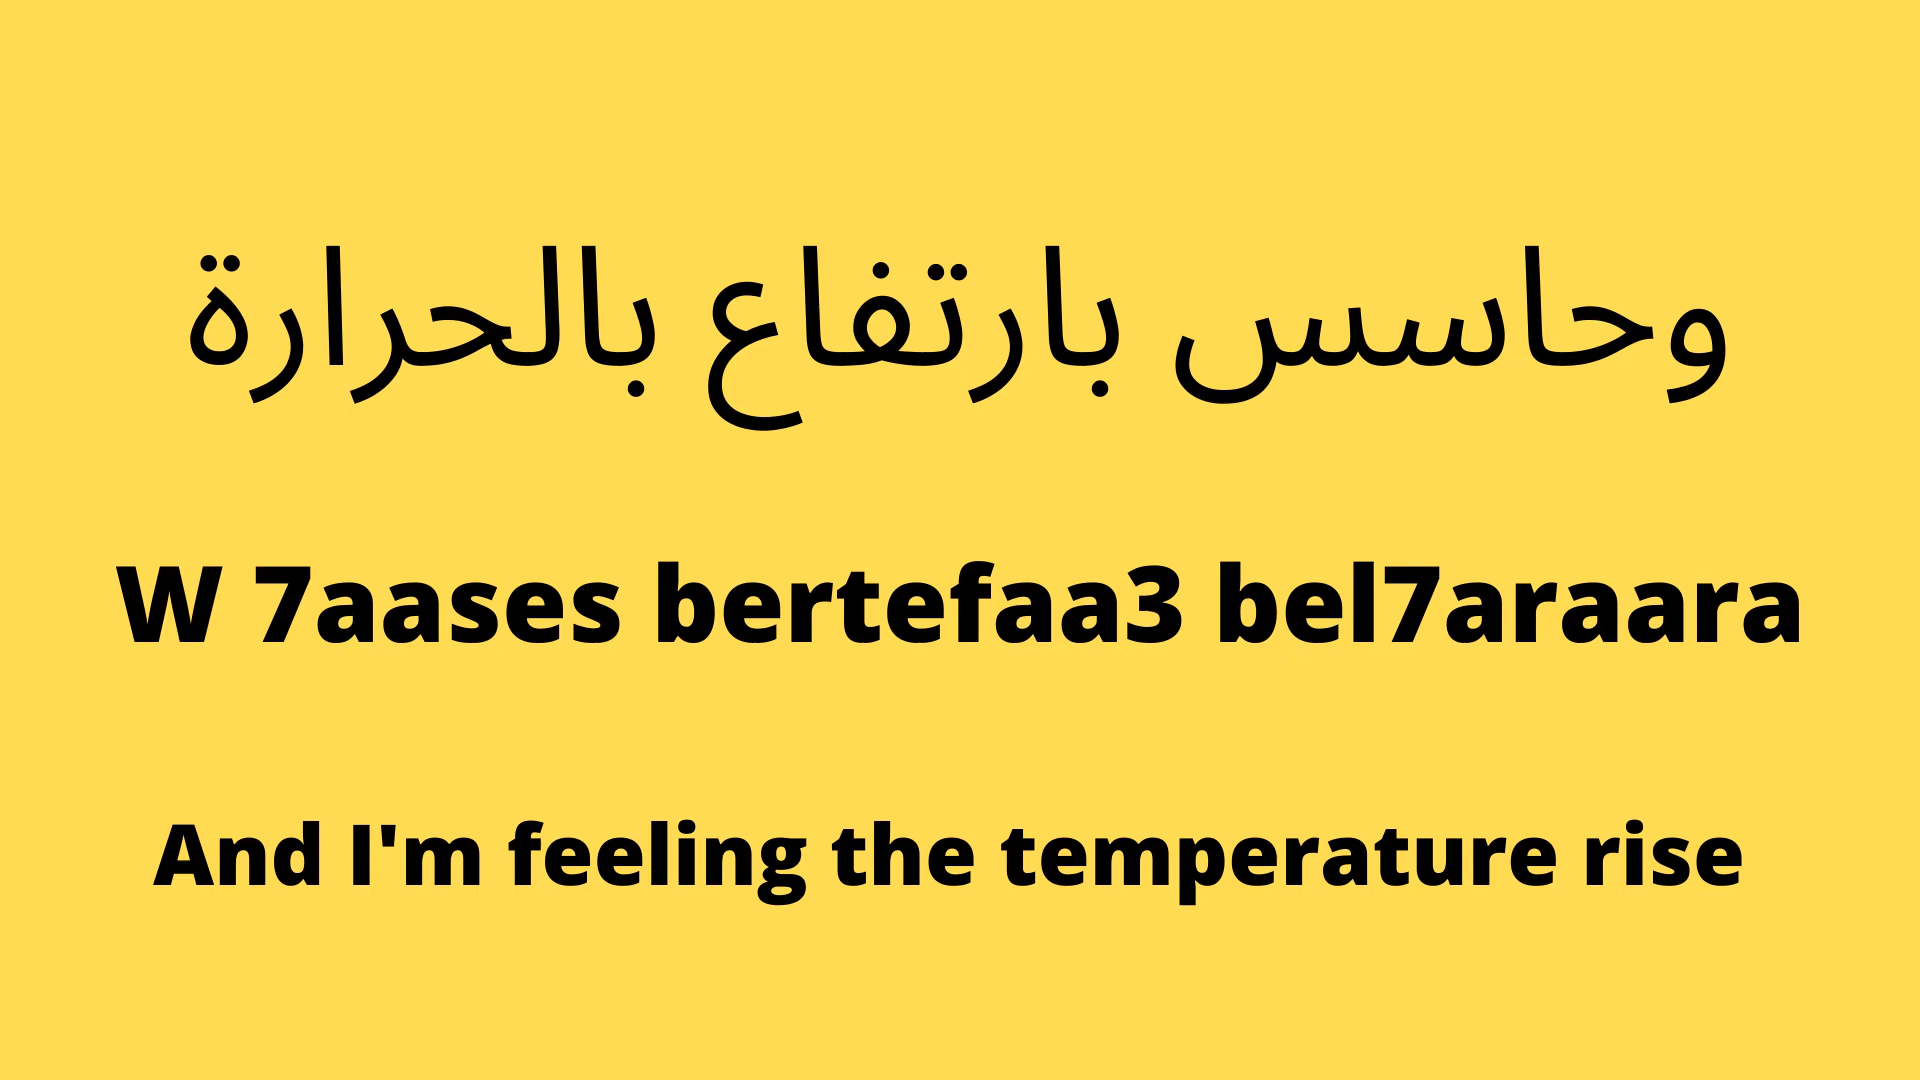 وحاسس بارتفاع بالحرارة
W 7aases bertefaa3 bel7araara
And I'm feeling the temperature rise